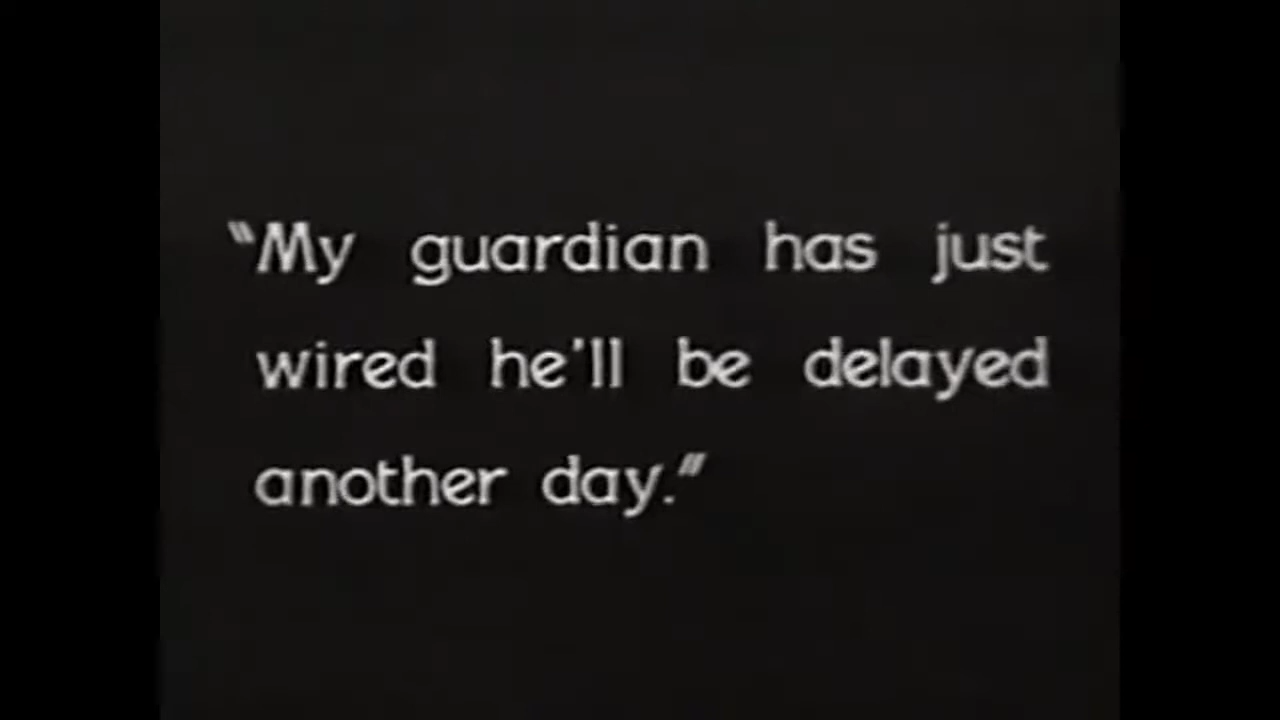 “My guardian has just
wired he'll be delayed
another day.”